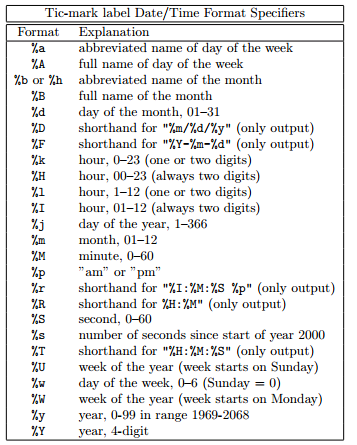 Tic-mark label Date/Time Format Specifiers
Format Explanation
%a abbreviated name of day of the week
%A full name of day of the week
%b or %h abbreviated name of the month
%B full name of the month
%d day of the month, 01–31
%D shorthand for "%m/%d/%y" (only output)
%F shorthand for "%Y-%m-%d" (only output)
%k hour, 0–23 (one or two digits)
%H hour, 00–23 (always two digits)
%l hour, 1–12 (one or two digits)
%I hour, 01–12 (always two digits)
%j day of the year, 1–366
%m month, 01–12
%M minute, 0–60
%p ”am” or ”pm”
%r shorthand for "%I:%M:%S %p" (only output)
%R shorthand for %H:%M" (only output)
%S second, 0–60
%s number of seconds since start of year 2000
%T shorthand for "%H:%M:%S" (only output)
%U week of the year (week starts on Sunday)
%w day of the week, 0–6 (Sunday = 0)
%W week of the year (week starts on Monday)
%y year, 0-99 in range 1969-2068
%Y year, 4-digit